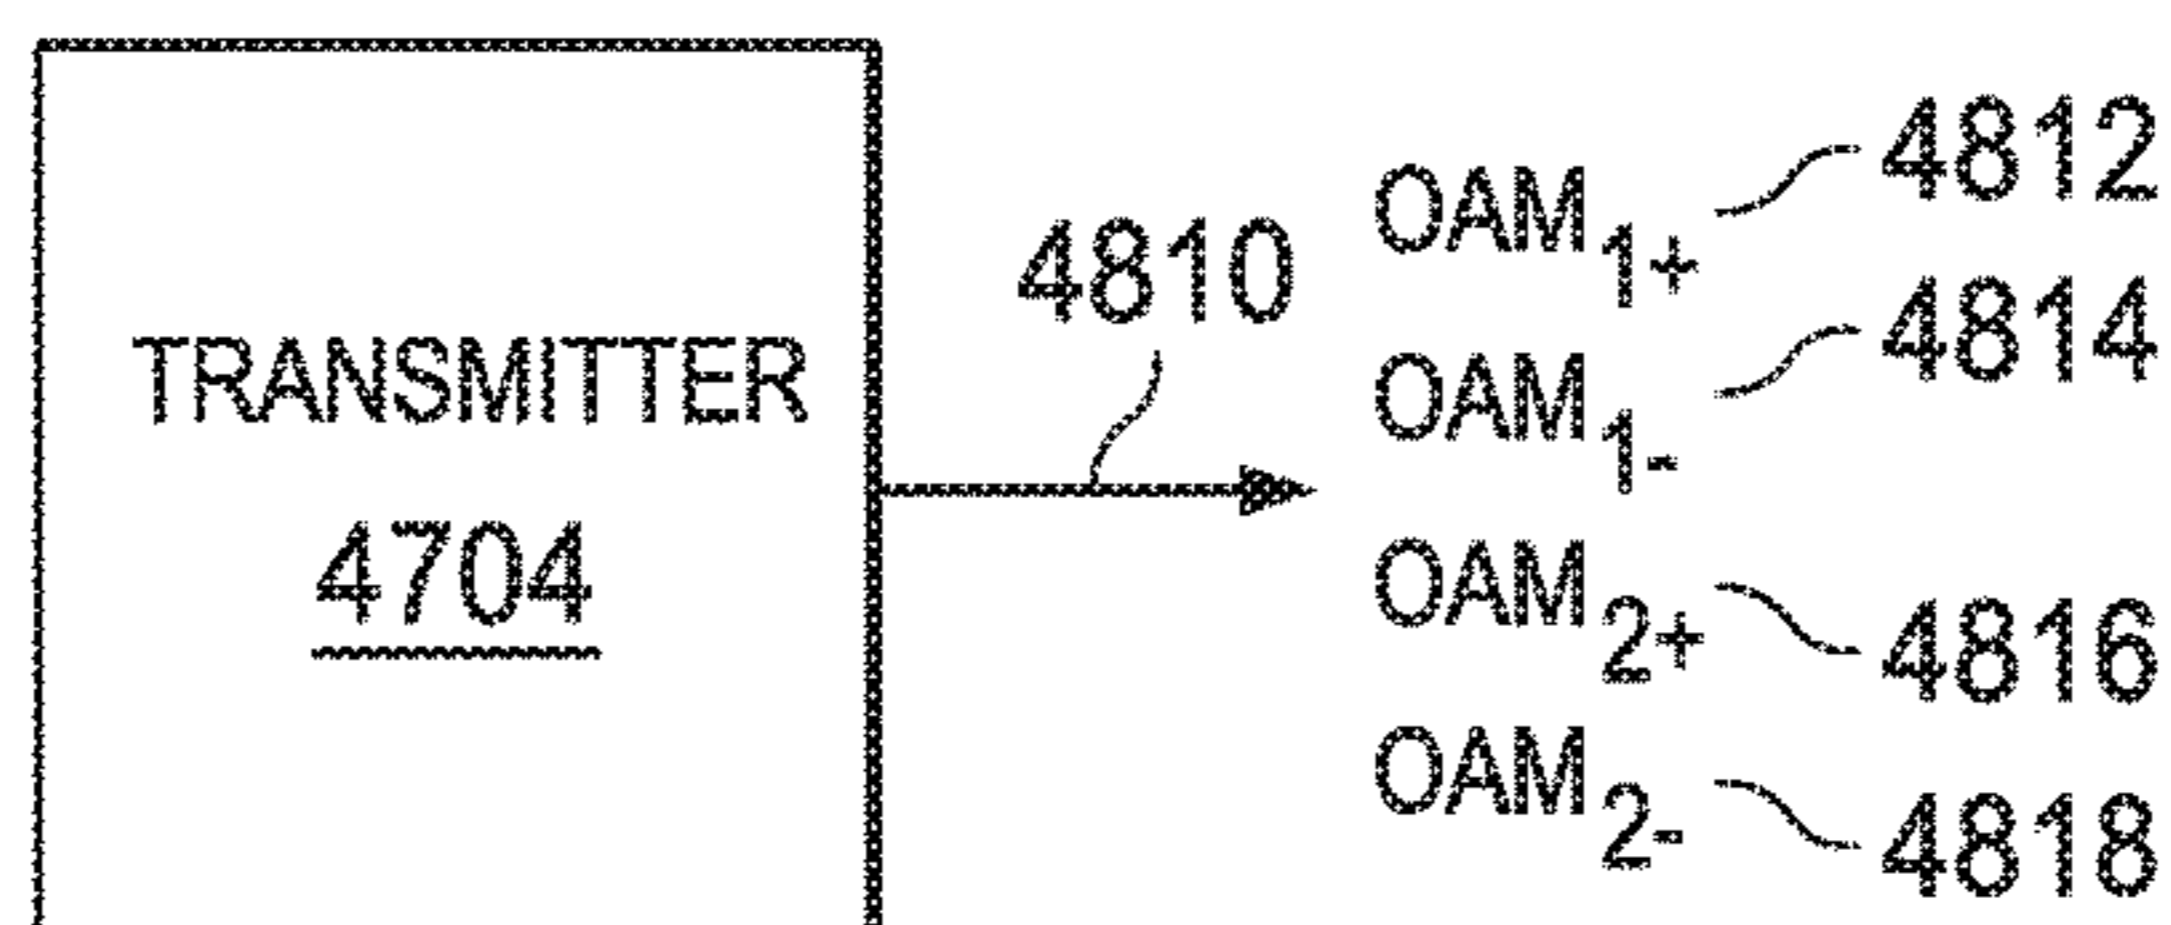 TRANSMITTER
4704
4810
OAM1+ 4812
OAM1- 4814
OAM2+ 4816
OAM2- 4818